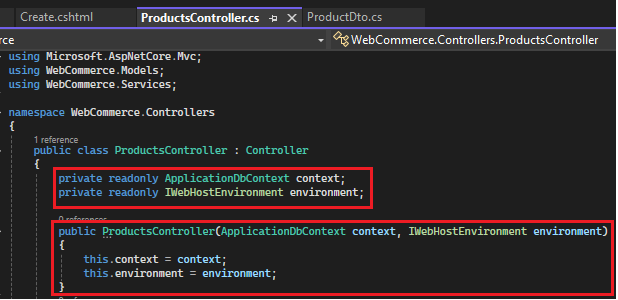 Create.cshtml ProductsController.cs ProductDto.cs
rce WebCommerce.Controllers.ProductsController
using Microsoft.AspNetCore.Mvc;
using WebCommerce.Models;
using WebCommerce.Services;
namespace WebCommerce.Controllers
{
1 reference
public class ProductsController : Controller
{
private readonly ApplicationDbContext context;
private readonly IWebHostEnvironment environment;
0 references
public ProductsController(ApplicationDbContext context, IWebHostEnvironment environment)
{
this.context = context;
this.environment = environment;
}